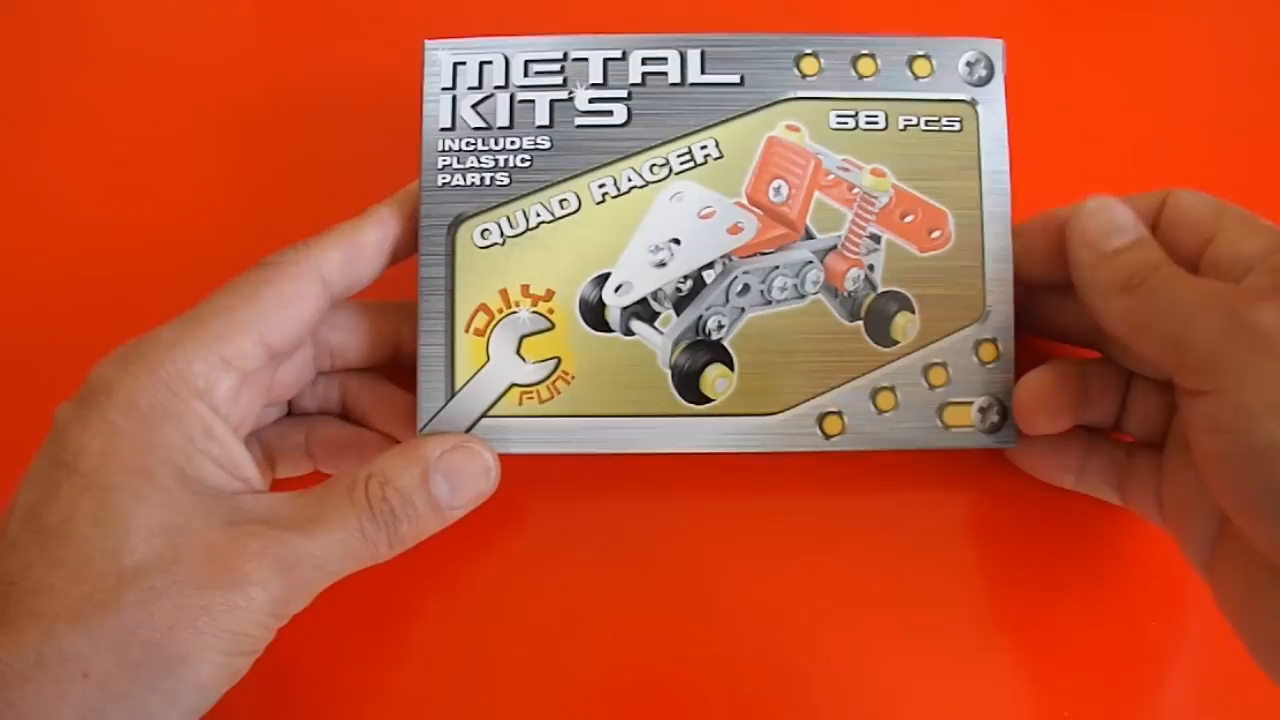 METAL
KITS
INCLUDES
PLASTIC
PARTS
68 PCS
QUAD RACER
D.I.Y.
FUN!